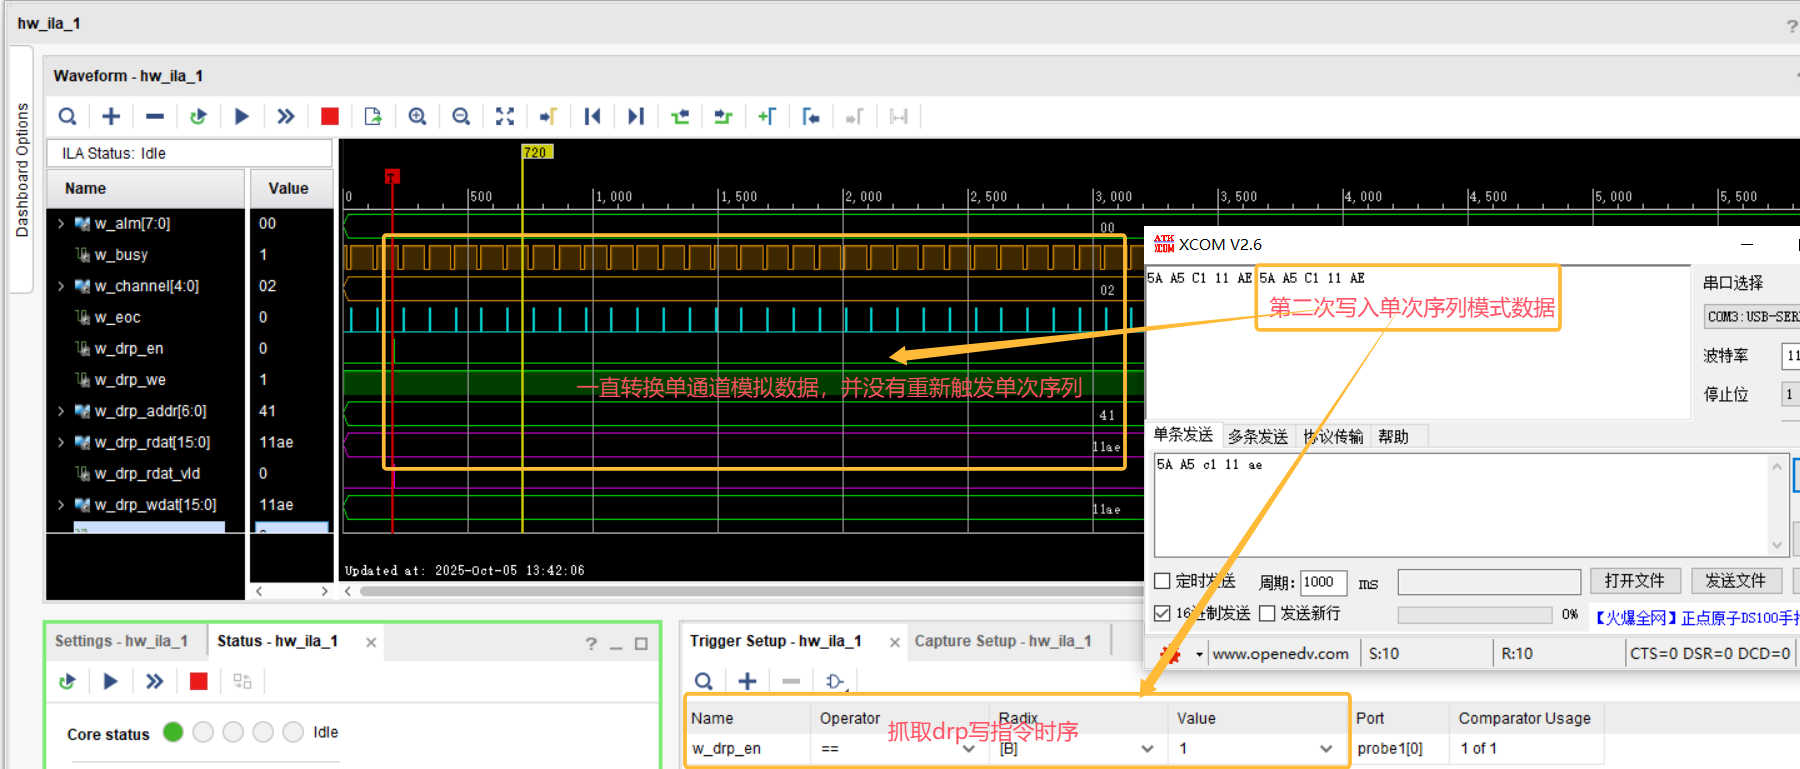 hw_ila_1
?
Dashboard Options
Waveform - hw_ila_1
ILA Status: Idle
Name Value
w_alm[7:0] 00
w_busy 1
w_channel[4:0] 02
w_eoc 0
w_drp_en 0
w_drp_we 1
w_drp_addr[6:0] 41
w_drp_rdat[15:0] 11ae
w_drp_rdat_vld 0
w_drp_wdat[15:0] 11ae
720
T
0 500 1,000 1,500 2,000 2,500 3,000 3,500 4,000 4,500 5,000 5,500
00
02
一直转换单通道模拟数据，并没有重新触发单次序列
41
11ae
11ae
Updated at: 2025-Oct-05 13:42:06
ATK XCOM XCOM V2.6
5A A5 C1 11 AE 5A A5 C1 11 AE
第二次写入单次序列模式数据
串口选择
COM3:USB-SER
波特率 11
停止位 1
单条发送 多条发送 协议传输 帮助
5A A5 c1 11 ae
定时发送 周期: 1000 ms 打开文件 发送文件
16进制发送 发送新行 0% 【火爆全网】正点原子DS100手持
www.openedv.com S:10 R:10 CTS=0 DSR=0 DCD=0
Settings - hw_ila_1 Status - hw_ila_1 ?
Core status Idle
Trigger Setup - hw_ila_1 Capture Setup - hw_ila_1
Name Operator Radix Value Port Comparator Usage
抓取drp写指令时序
w_drp_en == [B] 1 probe1[0] 1 of 1